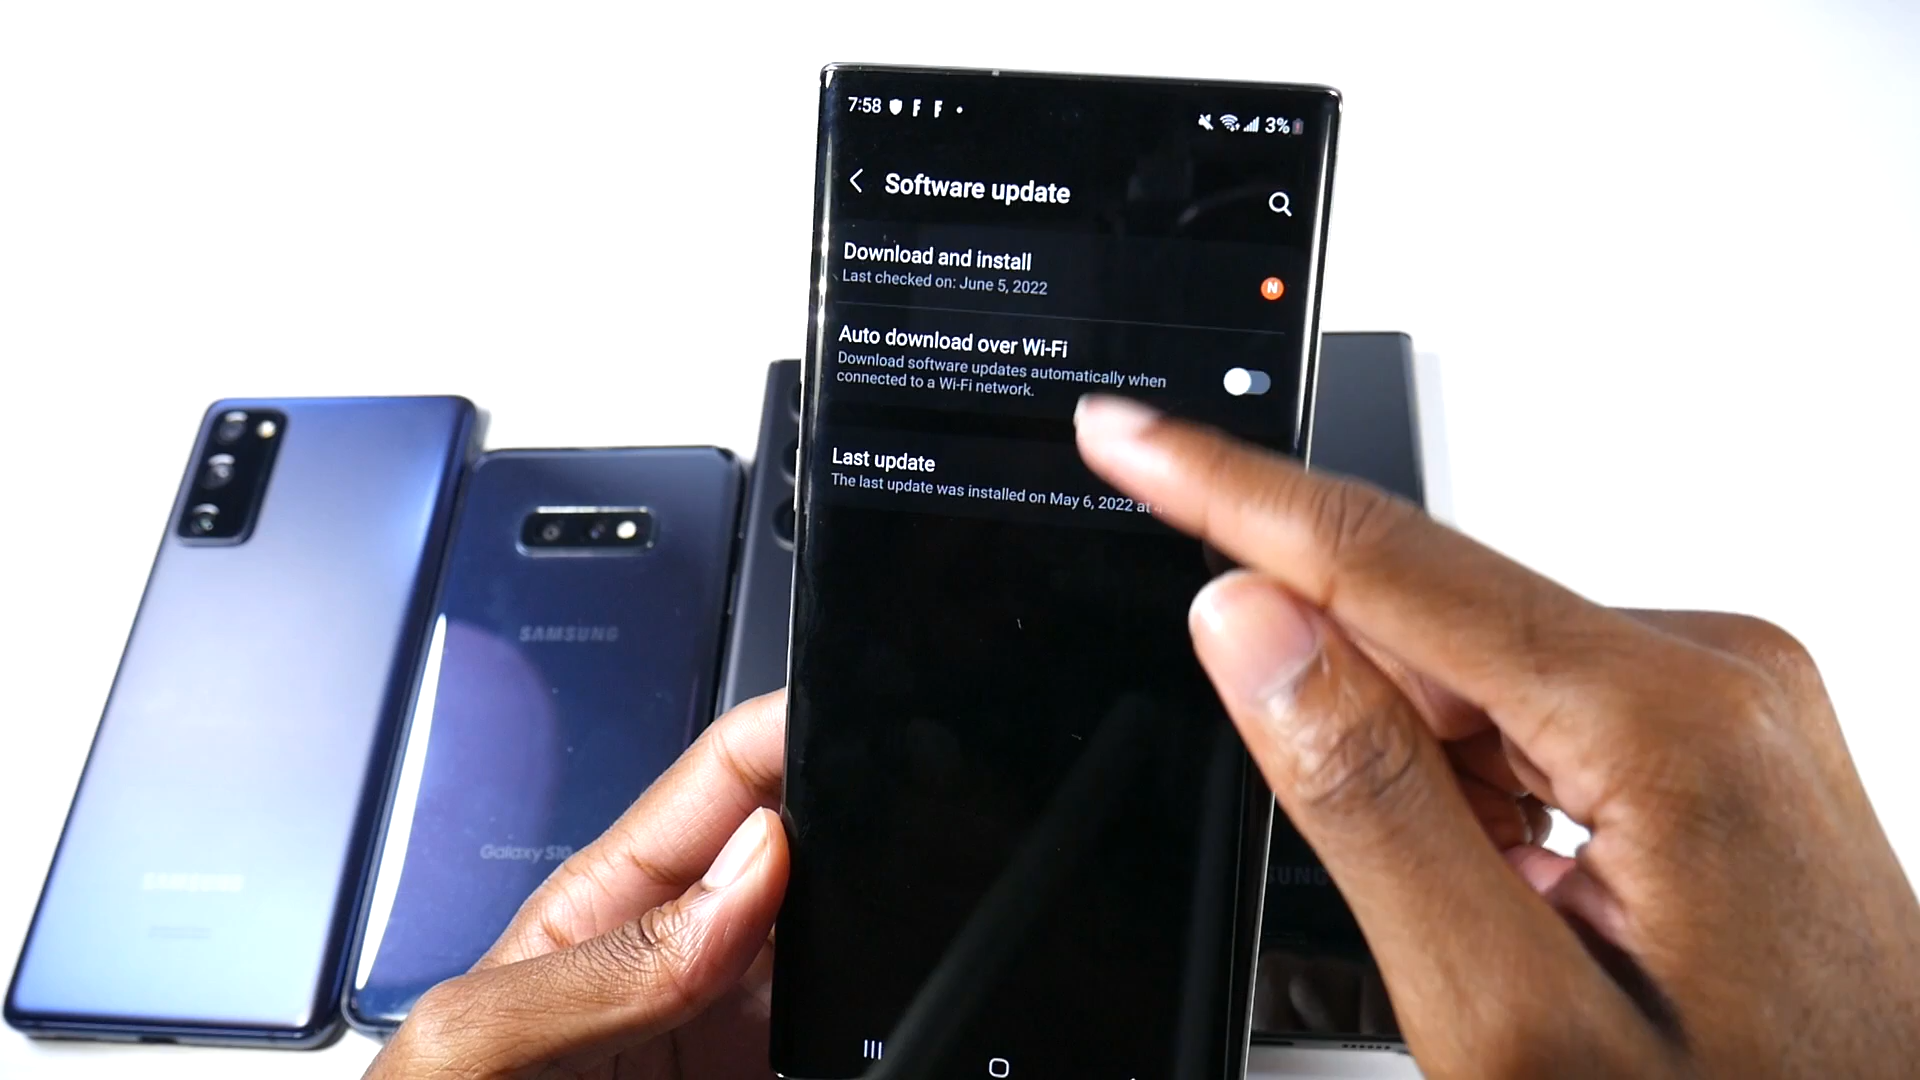 7:58
3%
Software update
Download and install
Last checked on: June 5, 2022
N
Auto download over Wi-Fi
Download software updates automatically when
connected to a Wi-Fi network.
Last update
The last update was installed on May 6, 2022 at
SAMSUNG
Galaxy S10
SAMSUNG